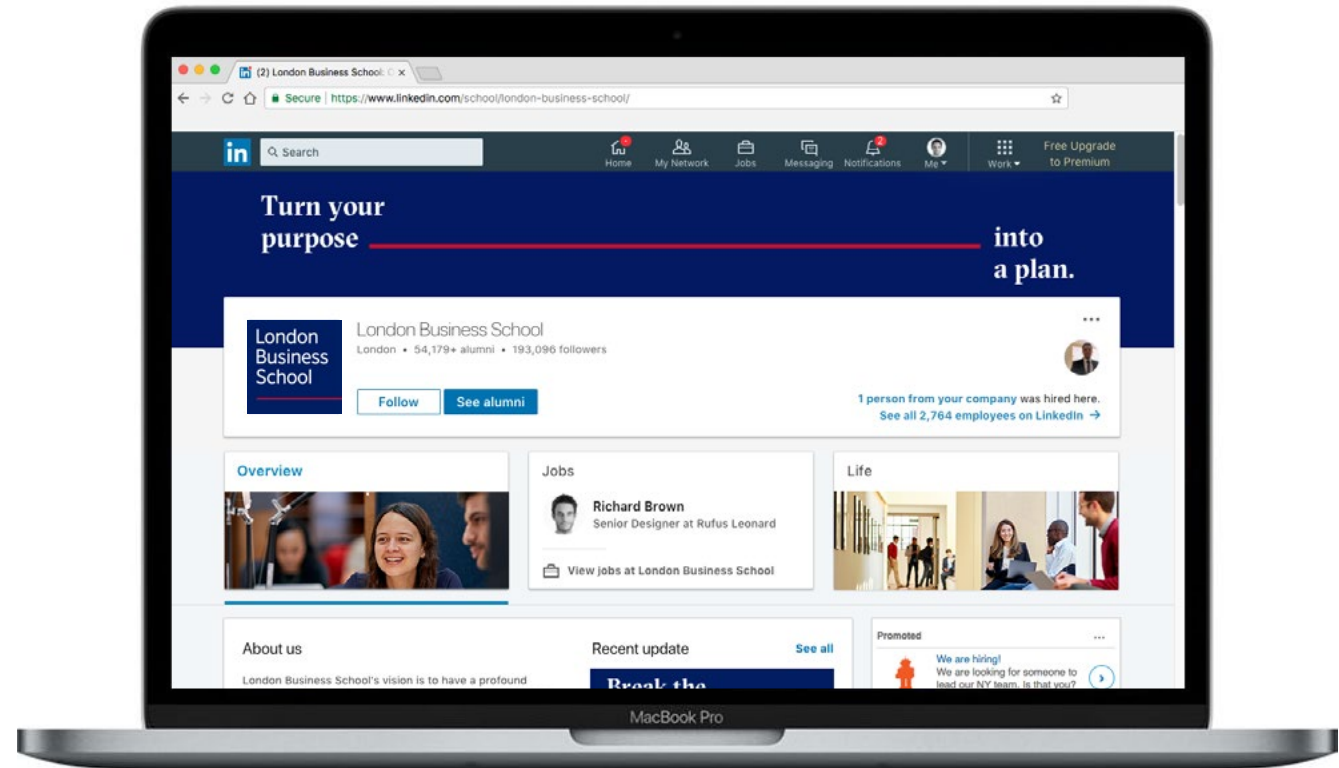 (2) London Business School: C
Secure | https://www.linkedin.com/school/london-business-school/
in
Search
Home
My Network
Jobs
Messaging
2
Notifications
Me
Work
Free Upgrade
to Premium
Turn your
purpose
into
a plan.
London
Business
School
London Business School
London • 54,179+ alumni • 193,096 followers
Follow
See alumni
1 person from your company was hired here.
See all 2,764 employees on LinkedIn →
Overview
Jobs
Richard Brown
Senior Designer at Rufus Leonard
View jobs at London Business School
Life
About us
London Business School's vision is to have a profound
Recent update
See all
Break the
Promoted
We are hiring!
We are looking for someone to
lead our NY team. Is that you?
MacBook Pro